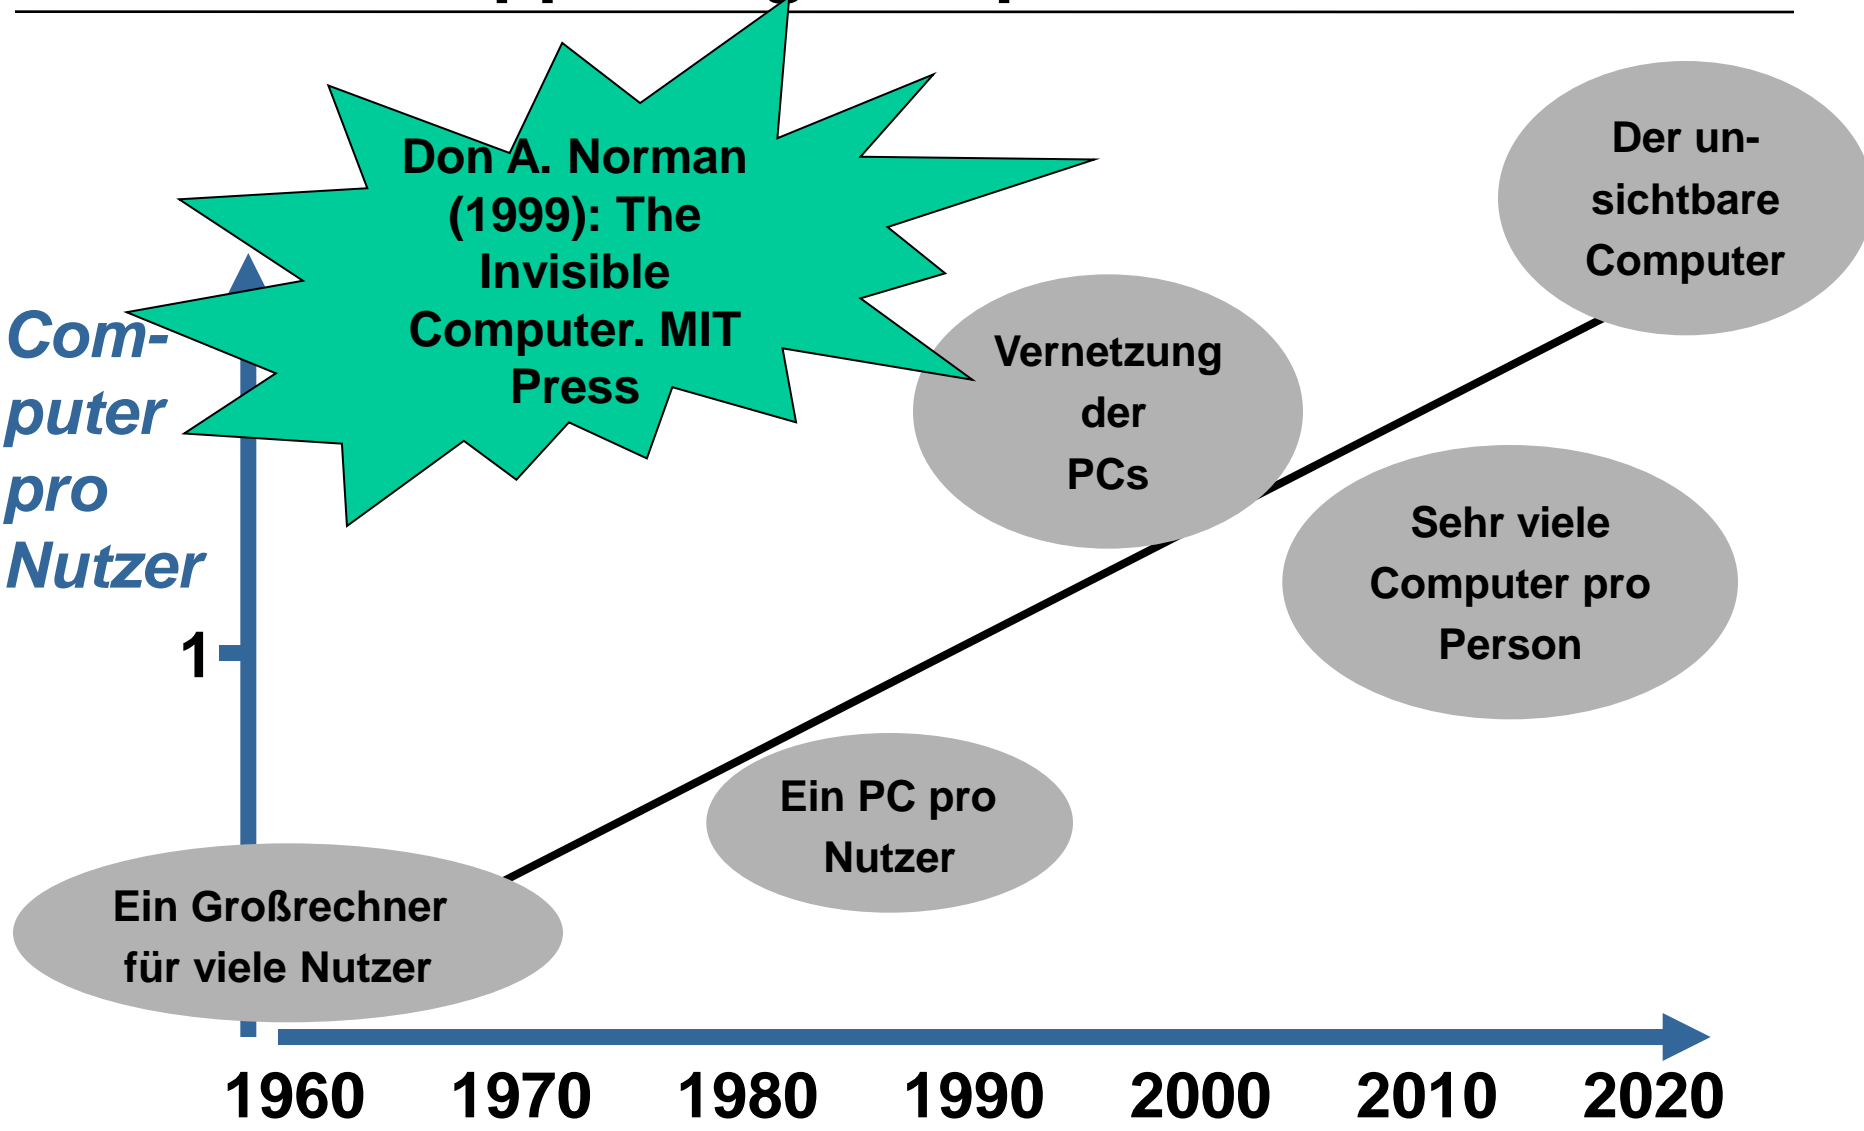 Don A. Norman
(1999): The
Invisible
Computer. MIT
Press
Der un-
sichtbare
Computer
Vernetzung
der
PCs
Com-
puter
pro
Nutzer
Sehr viele
Computer pro
Person
1
Ein PC pro
Nutzer
Ein Großrechner
für viele Nutzer
1960 1970 1980 1990 2000 2010 2020